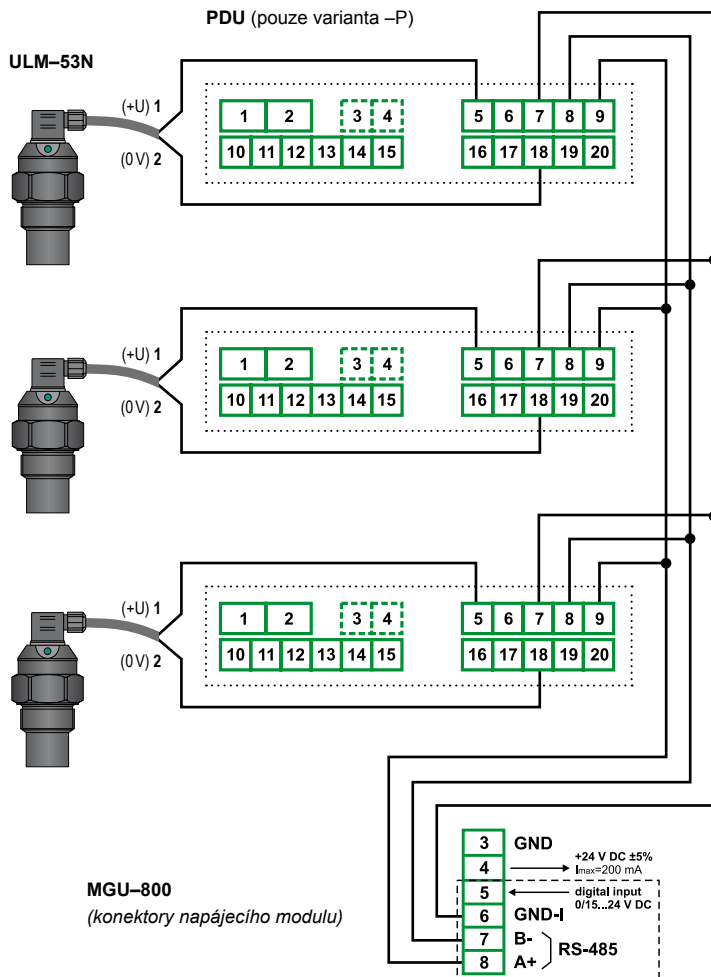 PDU (pouze varianta –P)
ULM–53N
(+U) 1
(0 V) 2
1 2 3 4 5 6 7 8 9
10 11 12 13 14 15 16 17 18 19 20
(+U) 1
(0 V) 2
1 2 3 4 5 6 7 8 9
10 11 12 13 14 15 16 17 18 19 20
(+U) 1
(0 V) 2
1 2 3 4 5 6 7 8 9
10 11 12 13 14 15 16 17 18 19 20
MGU–800
(konektory napájecího modulu)
3 GND
4 +24 V DC ±5%
Imax=200 mA
5 digital input
0/15...24 V DC
6 GND-I
7 B-
8 A+
RS-485